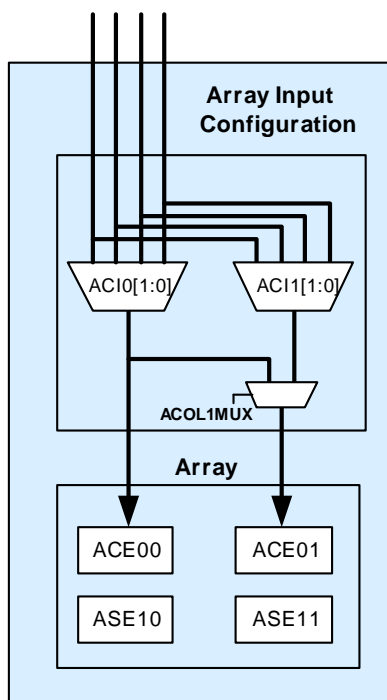 Array Input
Configuration
ACI0[1:0]
ACI1[1:0]
ACOL1MUX
Array
ACE00
ACE01
ASE10
ASE11